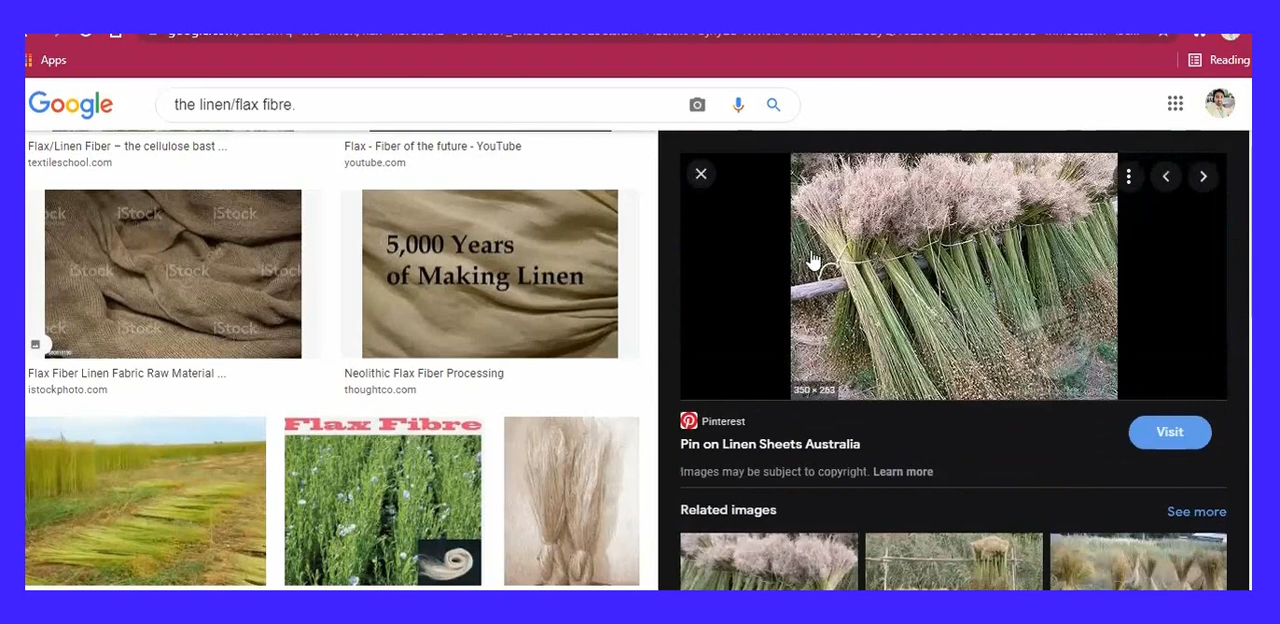 Apps
Reading
Google
the linen/flax fibre.
Flax/Linen Fiber – the cellulose bast ...
textileschool.com
Flax - Fiber of the future - YouTube
youtube.com
iStock
iStock
iStock
iStock
iStock
iStock
5,000 Years
of Making Linen
Flax Fiber Linen Fabric Raw Material ...
istockphoto.com
Neolithic Flax Fiber Processing
thoughtco.com
Flax Fibre
350 × 263
Pinterest
Pin on Linen Sheets Australia
Visit
Images may be subject to copyright. Learn more
Related images
See more